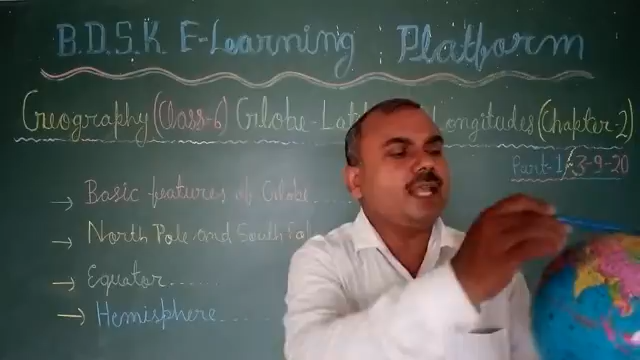 B.D.S.K E-Learning Platform
Geography (Class-6) Globe-Lat Longitudes (Chapter-2)
Part-1 3-9-20
→ Basic features of Globe.....
→ North Pole and South Pol
→ Equator......
→ Hemisphere.....